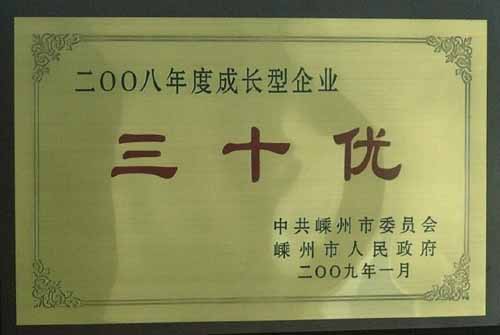 二OO八年度成长型企业
三十优
中共嵊州市委员会
嵊州市人民政府
二OO九年一月